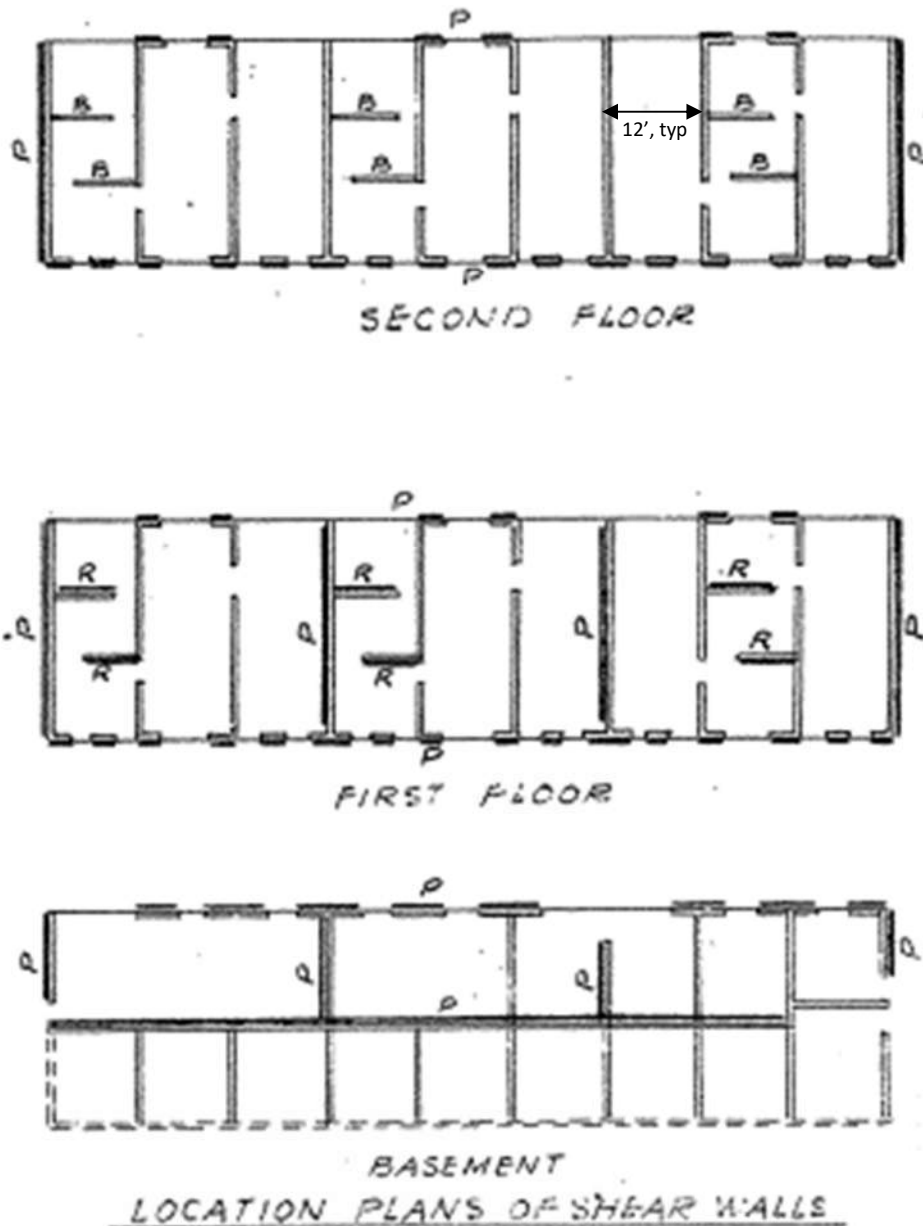 P
B B B
12', typ
P P
B B B
P
SECOND FLOOR
P
R R R
P P P P
R R R
P
FIRST FLOOR
P
P P P P
P
BASEMENT
LOCATION PLANS OF SHEAR WALLS